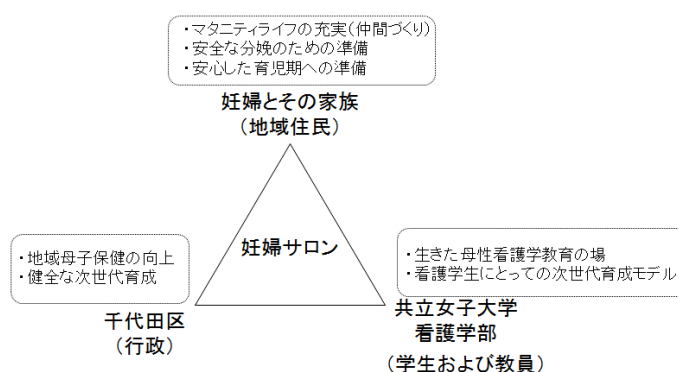 ・マタニティライフの充実(仲間づくり)
・安全な分娩のための準備
・安心した育児期への準備
妊婦とその家族
(地域住民)
妊婦サロン
・地域母子保健の向上
・健全な次世代育成
千代田区
(行政)
・生きた母性看護学教育の場
・看護学生にとっての次世代育成モデル
共立女子大学
看護学部
(学生および教員)